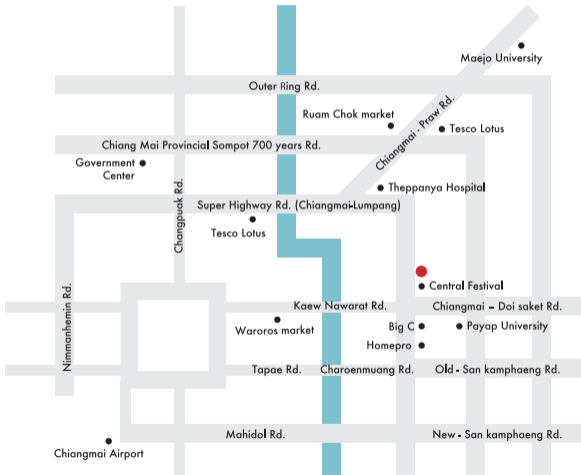 Maejo University
Outer Ring Rd.
Ruam Chok market
Chiangmai - Praw Rd.
Tesco Lotus
Chiang Mai Provincial Sompot 700 years Rd.
Government
Center
Theppanya Hospital
Changpuak Rd.
Super Highway Rd. (Chiangmai-Lumpang)
Tesco Lotus
Nimmanhemin Rd.
Central Festival
Kaew Nawarat Rd.
Chiangmai – Doi saket Rd.
Waroros market
Big C
Payap University
Homepro
Tapae Rd.
Charoenmuang Rd.
Old - San kamphaeng Rd.
Mahidol Rd.
New - San kamphaeng Rd.
Chiangmai Airport